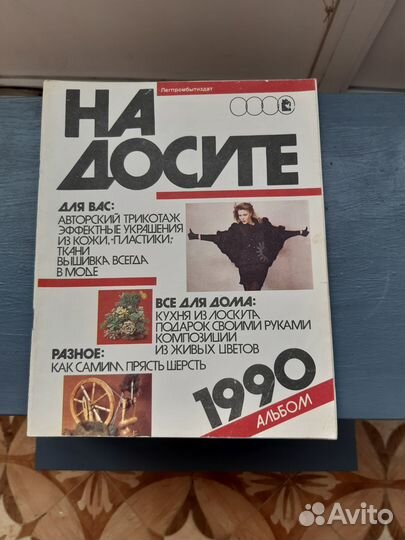 Легпромбытиздат
НА
ДОСУГЕ
ДЛЯ ВАС:
АВТОРСКИЙ ТРИКОТАЖ
ЭФФЕКТНЫЕ УКРАШЕНИЯ
ИЗ КОЖИ, ПЛАСТИКИ,
ТКАНИ
ВЫШИВКА ВСЕГДА
В МОДЕ
ВСЕ ДЛЯ ДОМА:
КУХНЯ ИЗ ЛОСКУТА
ПОДАРОК СВОИМИ РУКАМИ
КОМПОЗИЦИИ
ИЗ ЖИВЫХ ЦВЕТОВ
РАЗНОЕ:
КАК САМИМ ПРЯСТЬ ШЕРСТЬ
1990
АЛЬБОМ
Avito